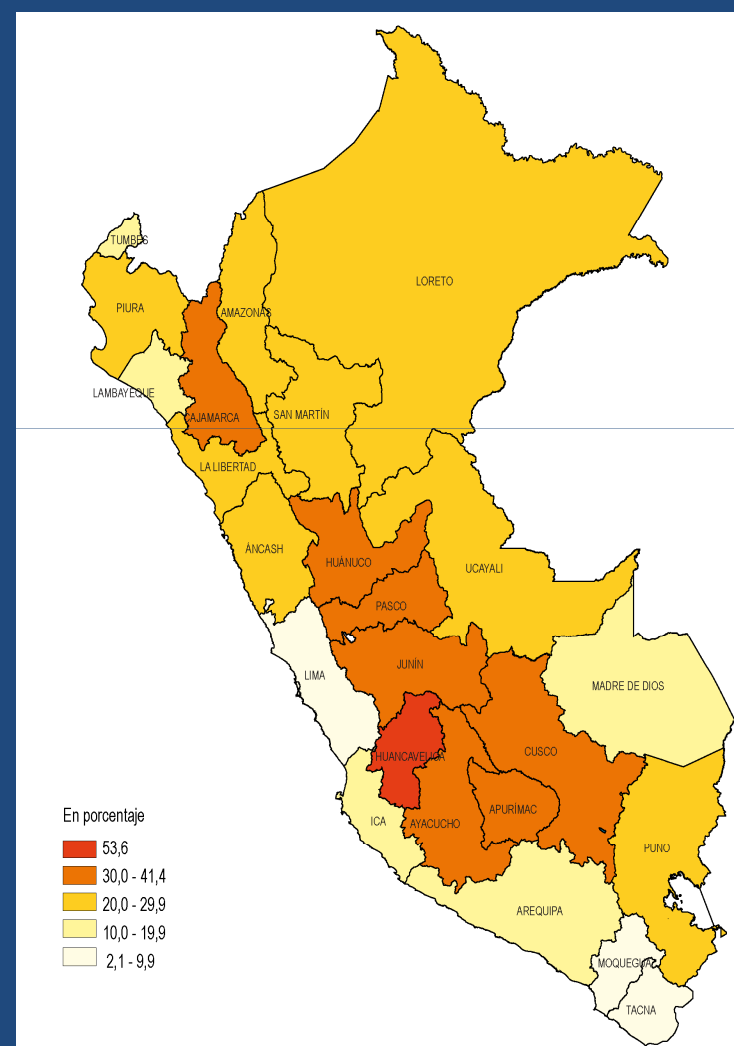 TUMBES
LORETO
PIURA
AMAZONAS
LAMBAYEQUE
CAJAMARCA
SAN MARTÍN
LA LIBERTAD
ÁNCASH
HUÁNUCO
UCAYALI
PASCO
JUNÍN
LIMA
MADRE DE DIOS
HUANCAVELICA
CUSCO
ICA
AYACUCHO
APURÍMAC
PUNO
AREQUIPA
MOQUEGUA
TACNA
En porcentaje
53,6
30,0 - 41,4
20,0 - 29,9
10,0 - 19,9
2,1 - 9,9